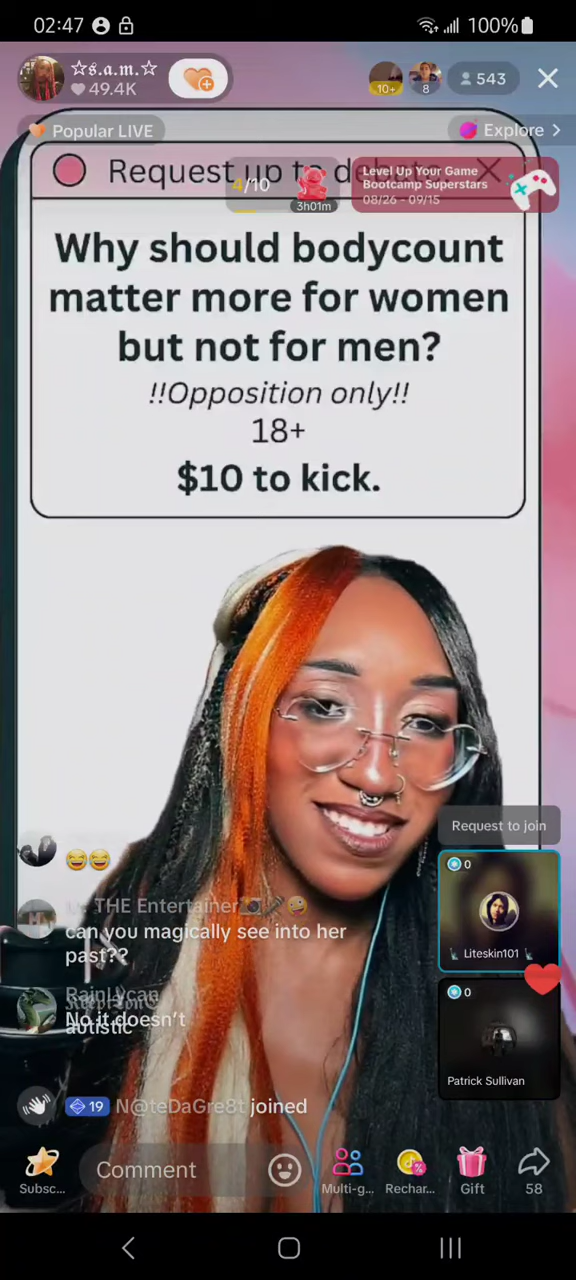 02:47
100%
☆𝔰.𝔞.𝔪.☆
49.4K
10+
8
543
Popular LIVE
Explore >
Request up to debate
4/10
3h01m
Level Up Your Game
Bootcamp Superstars
08/26 - 09/15
Why should bodycount
matter more for women
but not for men?
!!Opposition only!!
18+
$10 to kick.
Request to join
😆😆
THE Entertainer📷🎤🤪
can you magically see into her
past??
0
Liteskin101
RainLycan
No it doesn't
autistic
0
Patrick Sullivan
19 N@teDaGre8t joined
Comment
Subsc...
Multi-g...
Rechar...
Gift
58